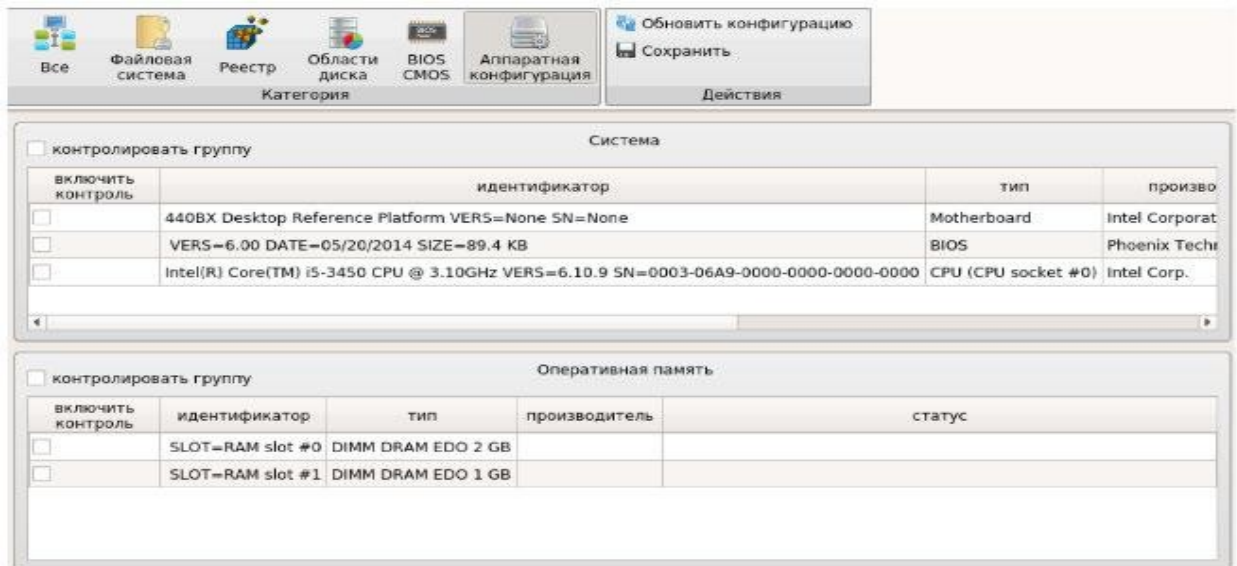 Все
Файловая система
Реестр
Области диска
BIOS CMOS
Аппаратная конфигурация
Категория
Обновить конфигурацию
Сохранить
Действия
контролировать группу
Система
включить контроль идентификатор тип произво
440BX Desktop Reference Platform VERS=None SN=None Motherboard Intel Corporat
VERS=6.00 DATE=05/20/2014 SIZE=89.4 KB BIOS Phoenix Techn
Intel(R) Core(TM) i5-3450 CPU @ 3.10GHz VERS=6.10.9 SN=0003-06A9-0000-0000-0000-0000 CPU (CPU socket #0) Intel Corp.
контролировать группу
Оперативная память
включить контроль идентификатор тип производитель статус
SLOT=RAM slot #0 DIMM DRAM EDO 2 GB
SLOT=RAM slot #1 DIMM DRAM EDO 1 GB